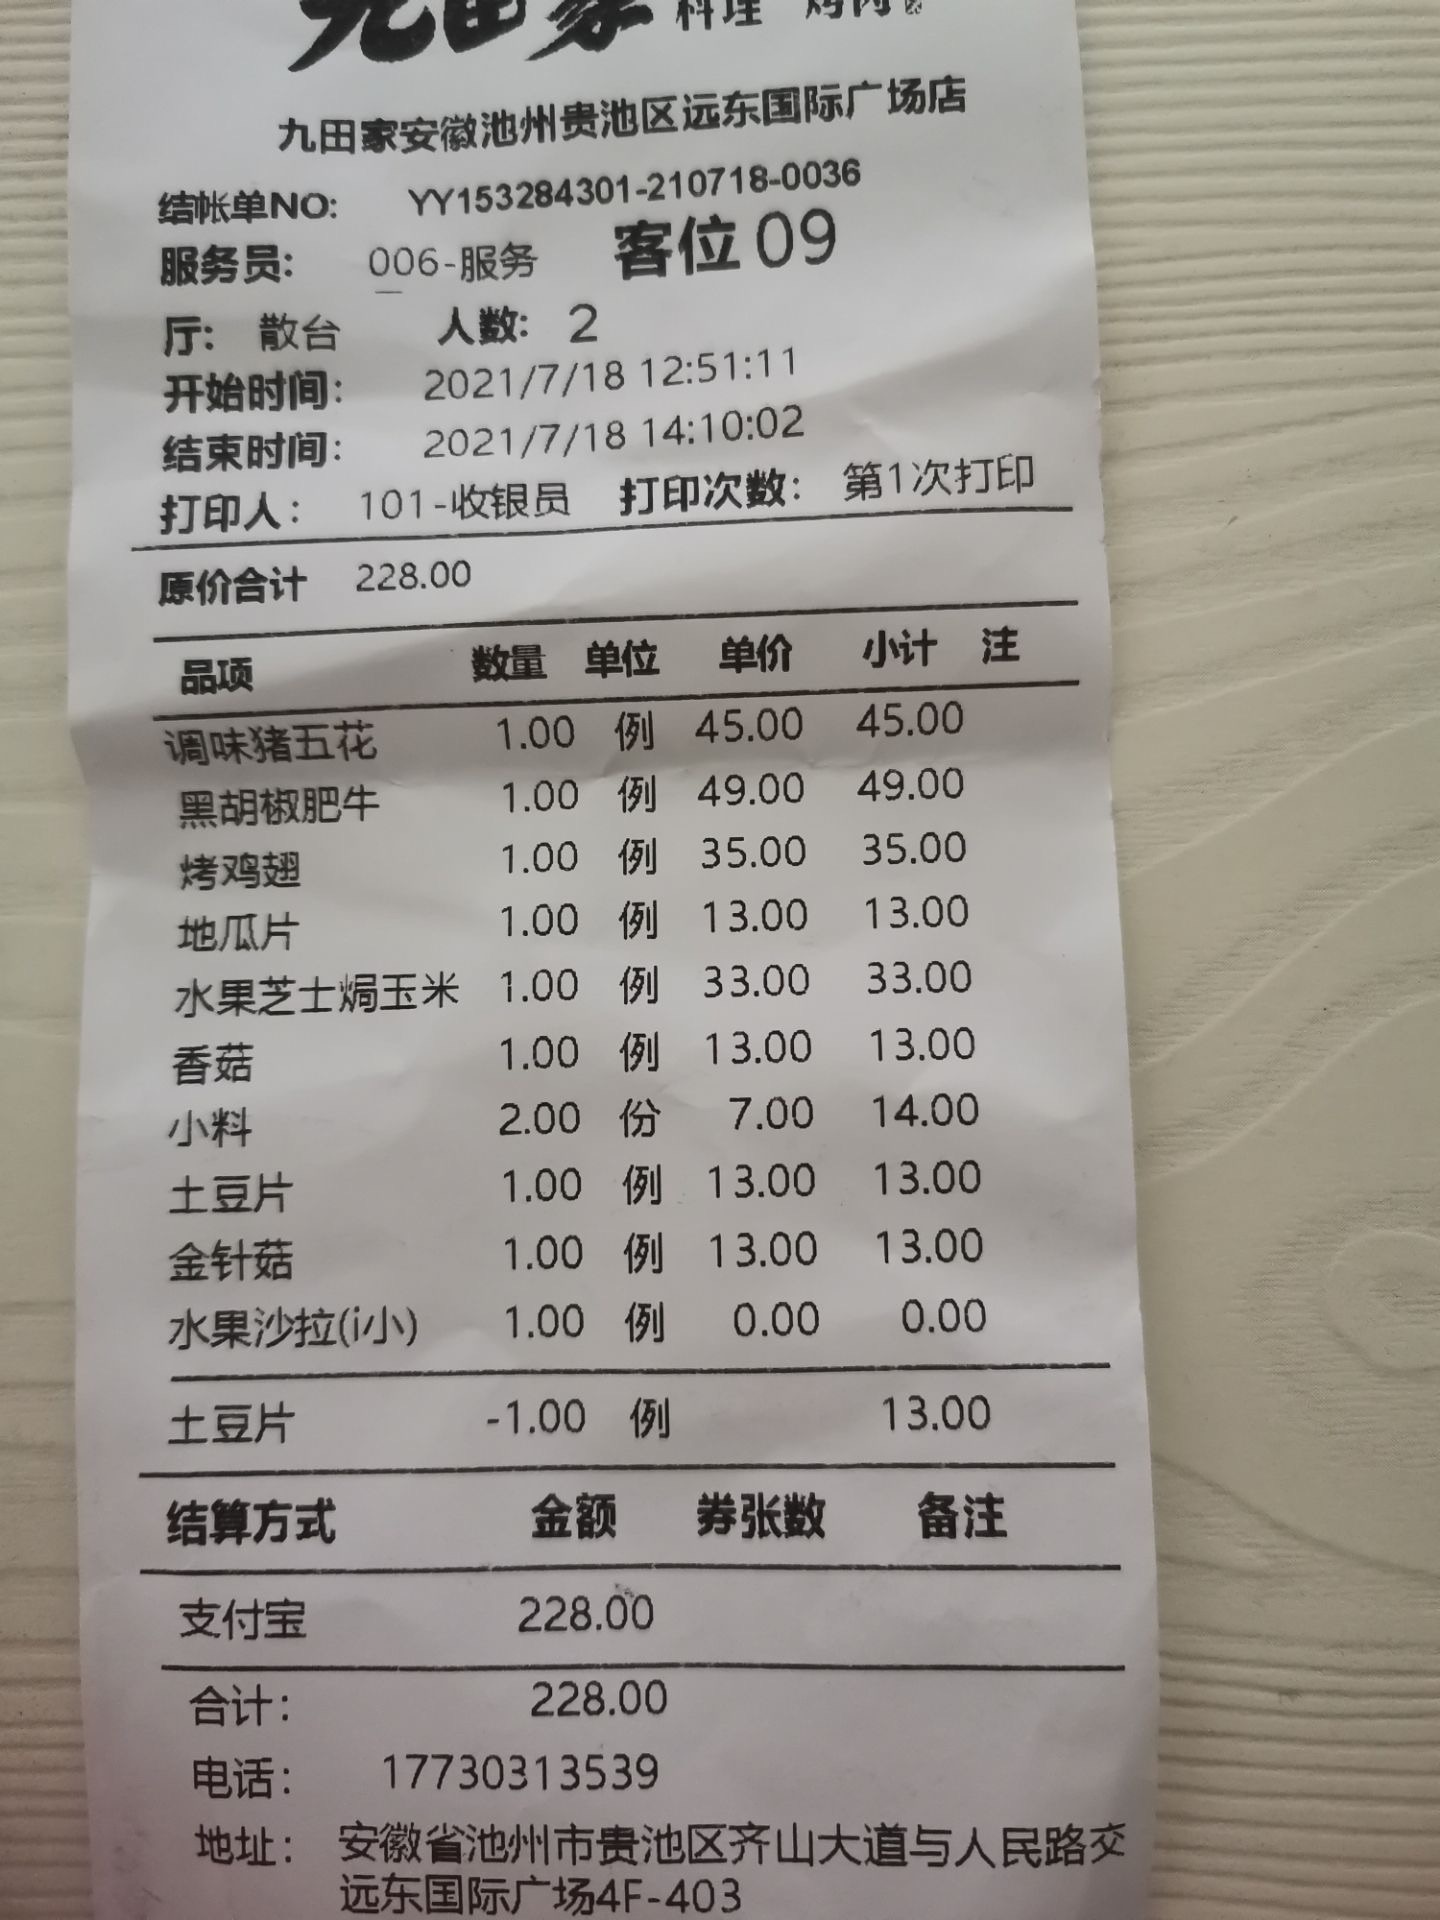 九田家 料理 烤肉
九田家安徽池州贵池区远东国际广场店
结帐单NO: YY153284301-210718-0036
服务员: 006-服务 客位09
厅: 散台 人数: 2
开始时间: 2021/7/18 12:51:11
结束时间: 2021/7/18 14:10:02
打印人: 101-收银员 打印次数: 第1次打印
原价合计 228.00
品项 数量 单位 单价 小计 注
调味猪五花 1.00 例 45.00 45.00
黑胡椒肥牛 1.00 例 49.00 49.00
烤鸡翅 1.00 例 35.00 35.00
地瓜片 1.00 例 13.00 13.00
水果芝士焗玉米 1.00 例 33.00 33.00
香菇 1.00 例 13.00 13.00
小料 2.00 份 7.00 14.00
土豆片 1.00 例 13.00 13.00
金针菇 1.00 例 13.00 13.00
水果沙拉(i小) 1.00 例 0.00 0.00
土豆片 -1.00 例 13.00
结算方式 金额 券张数 备注
支付宝 228.00
合计: 228.00
电话: 17730313539
地址: 安徽省池州市贵池区齐山大道与人民路交
远东国际广场4F-403